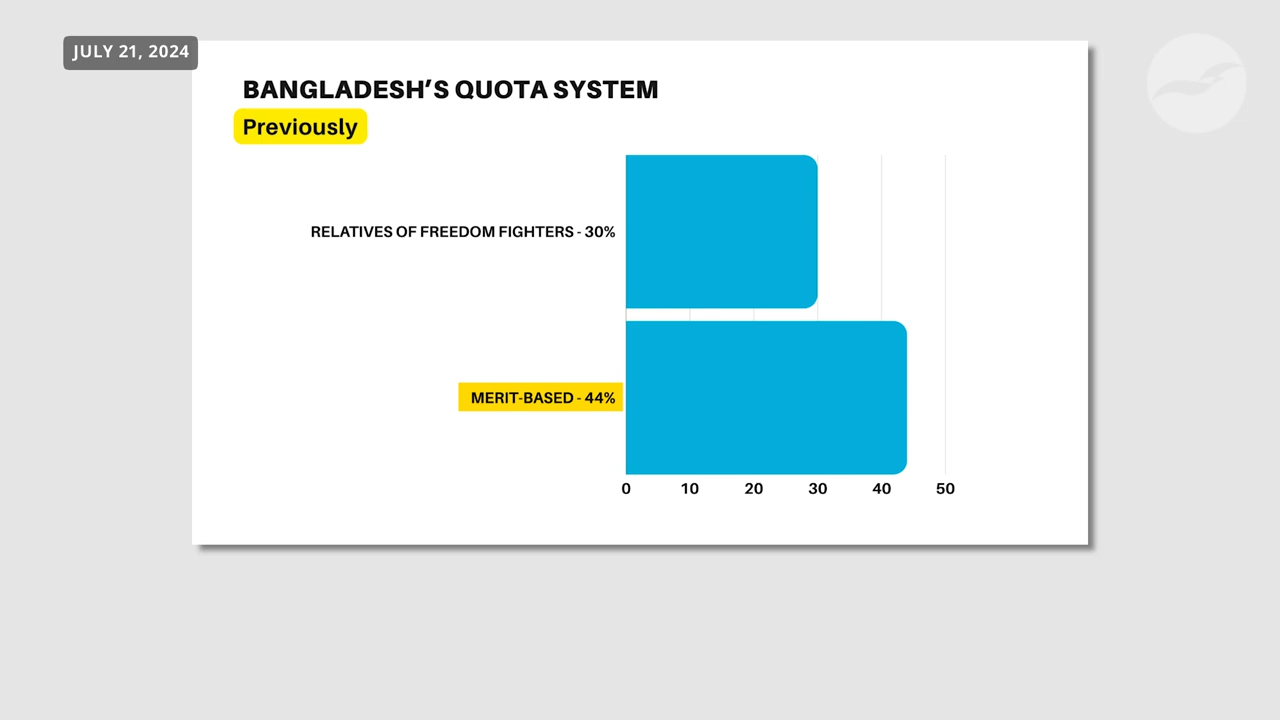 JULY 21, 2024
BANGLADESH’S QUOTA SYSTEM
Previously
RELATIVES OF FREEDOM FIGHTERS - 30%
MERIT-BASED - 44%
0 10 20 30 40 50